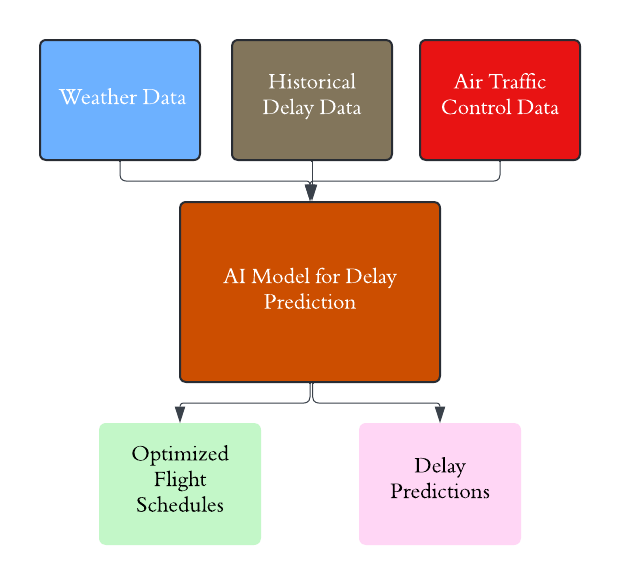 Weather Data
Historical
Delay Data
Air Traffic
Control Data
AI Model for Delay
Prediction
Optimized
Flight
Schedules
Delay
Predictions